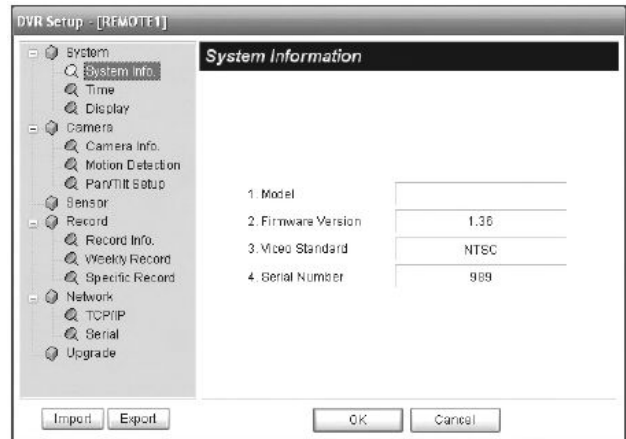 DVR Setup - [REMOTE1]
System
System Info.
Time
Display
Camera
Camera Info.
Motion Detection
Pan/Tilt Setup
Sensor
Record
Record Info.
Weekly Record
Specific Record
Network
TCP/IP
Serial
Upgrade
Import
Export
System Information
1. Model
2. Firmware Version
1.36
3. Video Standard
NTSC
4. Serial Number
989
OK
Cancel